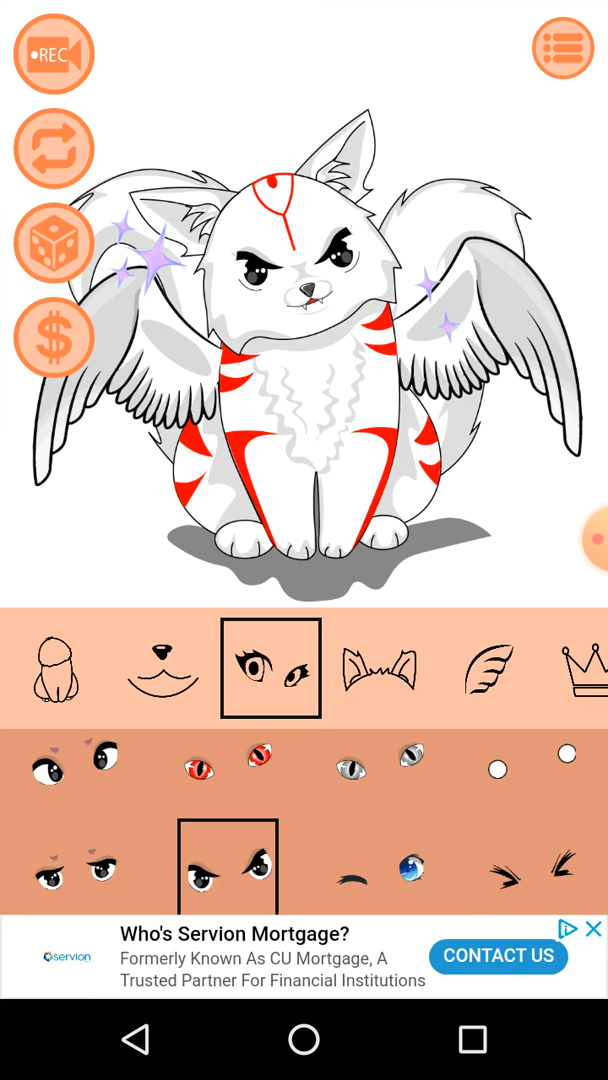 •REC
$
Who's Servion Mortgage?
servion
Formerly Known As CU Mortgage, A
Trusted Partner For Financial Institutions
CONTACT US